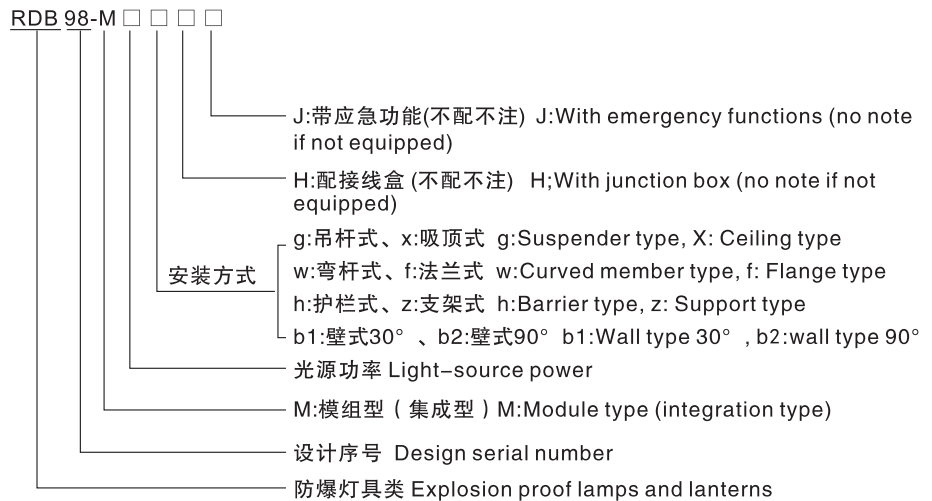 RDB 98-M□ □ □ □
J:带应急功能(不配不注) J:With emergency functions (no note
if not equipped)
H:配接线盒 (不配不注) H;With junction box (no note if not
equipped)
g:吊杆式、x:吸顶式 g:Suspender type, X: Ceiling type
安装方式
w:弯杆式、f:法兰式 w:Curved member type, f: Flange type
h:护栏式、z:支架式 h:Barrier type, z: Support type
b1:壁式30° 、b2:壁式90° b1:Wall type 30° , b2:wall type 90°
光源功率 Light-source power
M:模组型 ( 集成型 ) M:Module type (integration type)
设计序号 Design serial number
防爆灯具类 Explosion proof lamps and lanterns